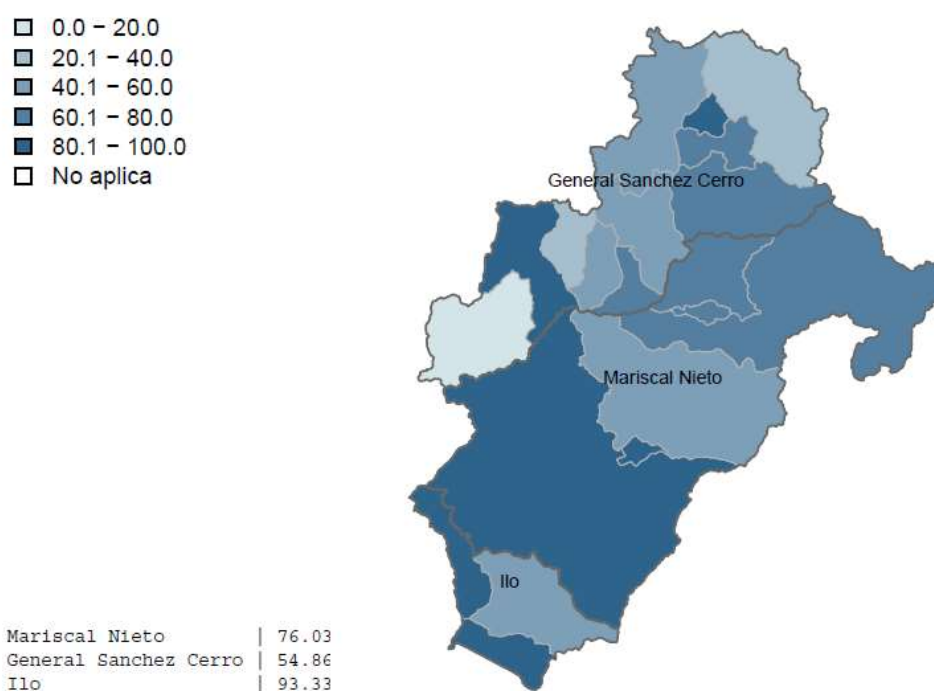 0.0 − 20.0
20.1 − 40.0
40.1 − 60.0
60.1 − 80.0
80.1 − 100.0
No aplica
General Sanchez Cerro
Mariscal Nieto
Ilo
Mariscal Nieto | 76.03
General Sanchez Cerro | 54.86
Ilo | 93.33